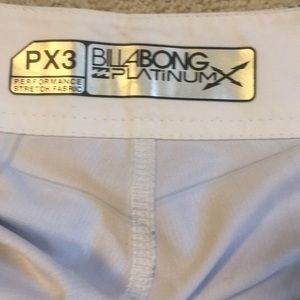 PX3
PERFORMANCE
STRETCH FABRIC
BILLABONG
PLATINUM X